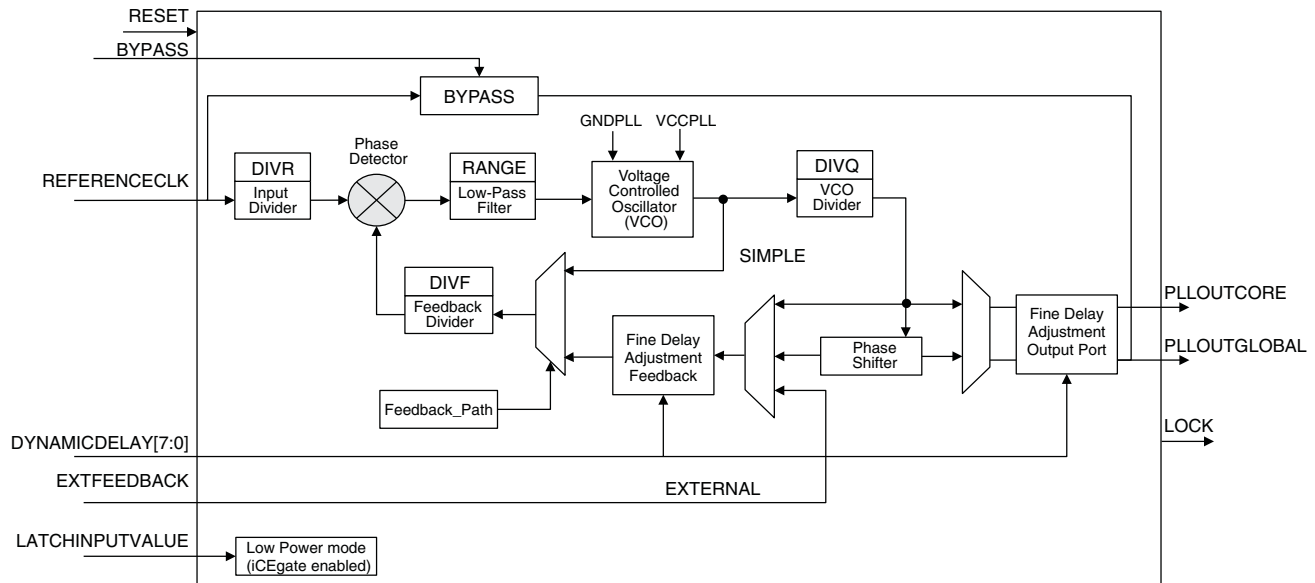 RESET
BYPASS
BYPASS
GNDPLL
VCCPLL
Phase
Detector
DIVR
Input
Divider
RANGE
Low-Pass
Filter
Voltage
Controlled
Oscillator
(VCO)
DIVQ
VCO
Divider
REFERENCECLK
SIMPLE
DIVF
Feedback
Divider
Fine Delay
Adjustment
Feedback
Phase
Shifter
Fine Delay
Adjustment
Output Port
PLLOUTCORE
PLLOUTGLOBAL
Feedback_Path
LOCK
DYNAMICDELAY[7:0]
EXTFEEDBACK
EXTERNAL
LATCHINPUTVALUE
Low Power mode
(iCEgate enabled)